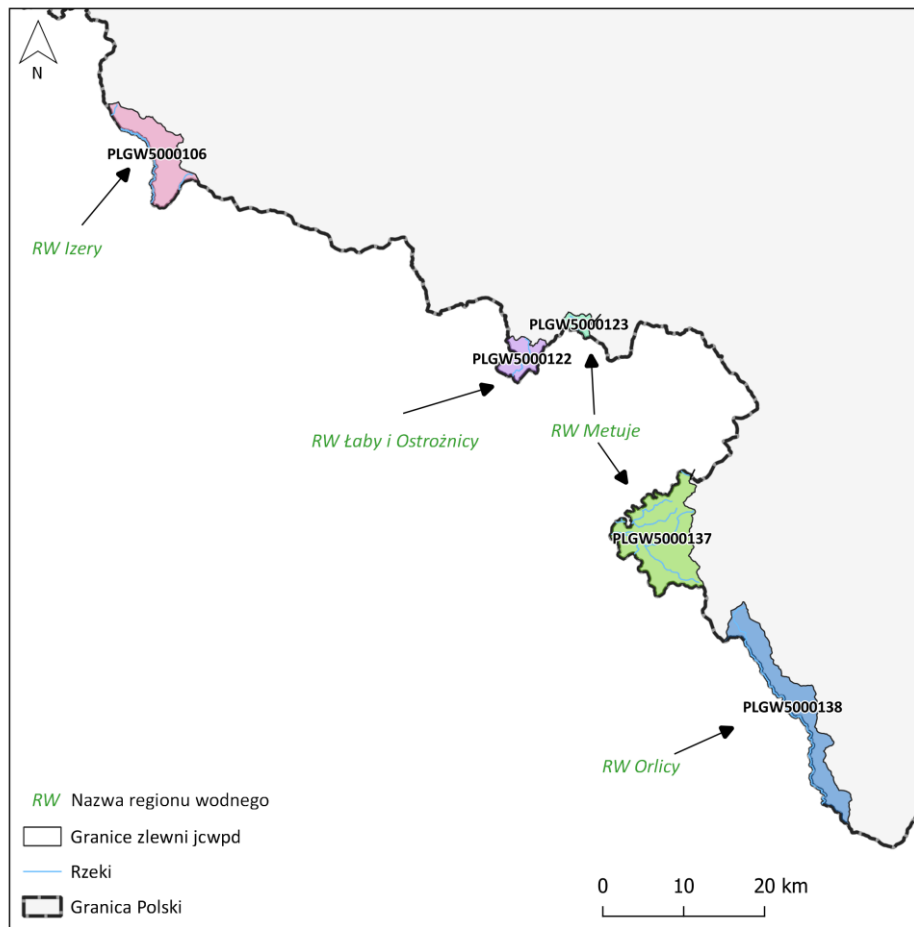 N
PLGW5000106
RW Izery
PLGW5000123
PLGW5000122
RW Łaby i Ostrożnicy
RW Metuje
PLGW5000137
PLGW5000138
RW Orlicy
RW Nazwa regionu wodnego
Granice zlewni jcwpd
Rzeki
Granica Polski
0 10 20 km